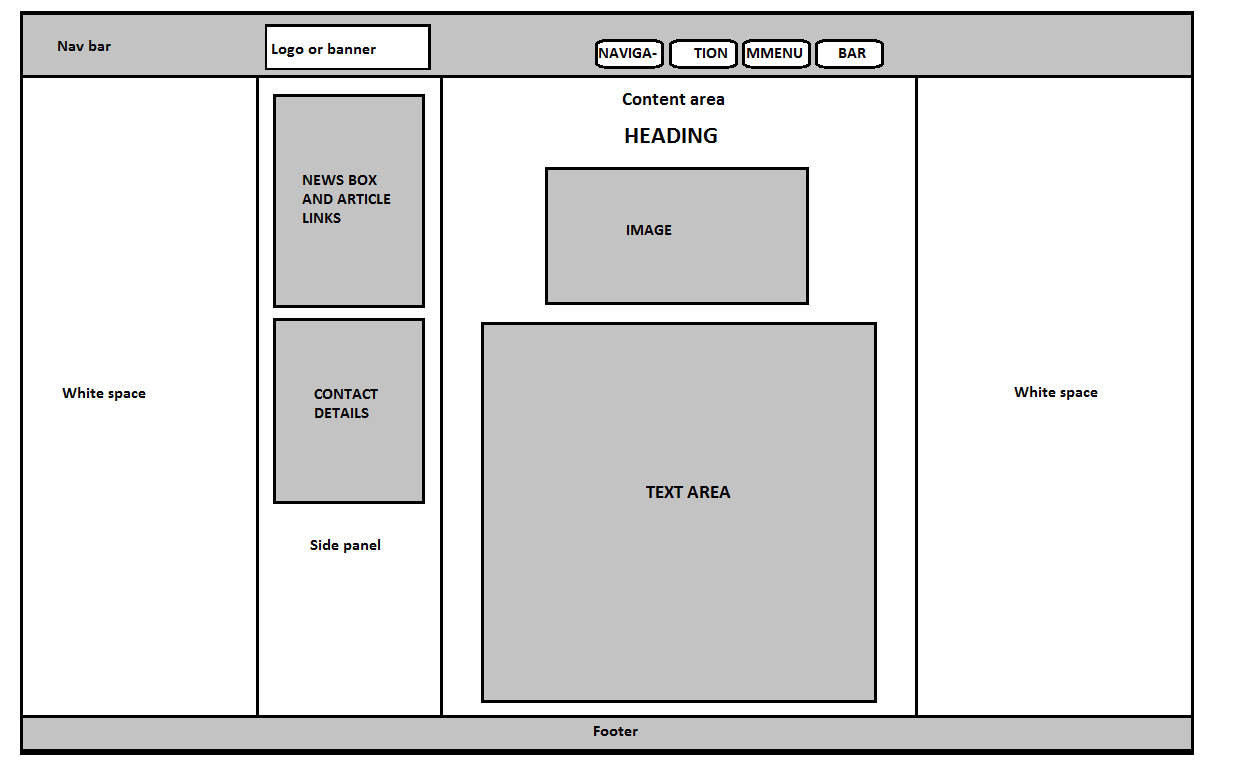 Nav bar
Logo or banner
NAVIGA-
TION
MMENU
BAR
Content area
HEADING
NEWS BOX
AND ARTICLE
LINKS
IMAGE
White space
CONTACT
DETAILS
White space
TEXT AREA
Side panel
Footer